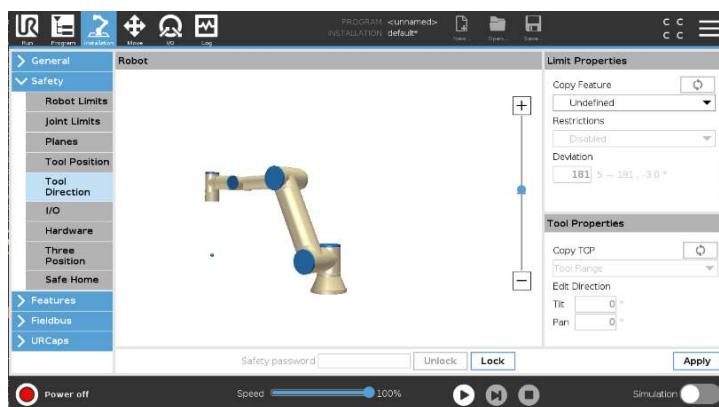 UR
PROGRAM <unnamed>
INSTALLATION default*
Run Program Installation Move I/O Log New... Open... Save...
C C
C C
General
Safety
Robot Limits
Joint Limits
Planes
Tool Position
Tool
Direction
I/O
Hardware
Three
Position
Safe Home
Features
Fieldbus
URCaps
Robot
+
−
Limit Properties
Copy Feature
Undefined
Restrictions
Disabled
Deviation
181 5 — 181, -3.0 °
Tool Properties
Copy TCP
Tool Flange
Edit Direction
Tilt 0 °
Pan 0 °
Safety password Unlock Lock Apply
Power off Speed 100% Simulation